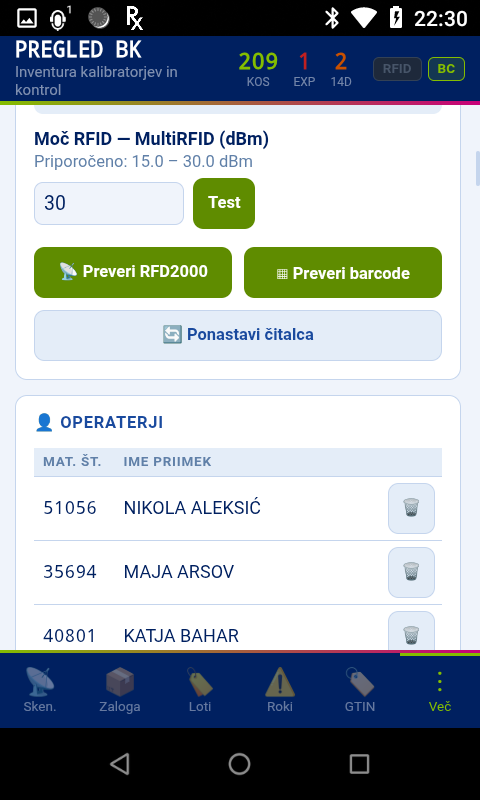 22:30
PREGLED BK
Inventura kalibratorjev in
kontrol
209
KOS
1
EXP
2
14D
RFID
BC
Moč RFID — MultiRFID (dBm)
Priporočeno: 15.0 – 30.0 dBm
30
Test
Preveri RFD2000
Preveri barcode
Ponastavi čitalca
OPERATERJI
MAT. ŠT. IME PRIIMEK
51056 NIKOLA ALEKSIĆ
35694 MAJA ARSOV
40801 KATJA BAHAR
Sken. Zaloga Loti Roki GTIN Več